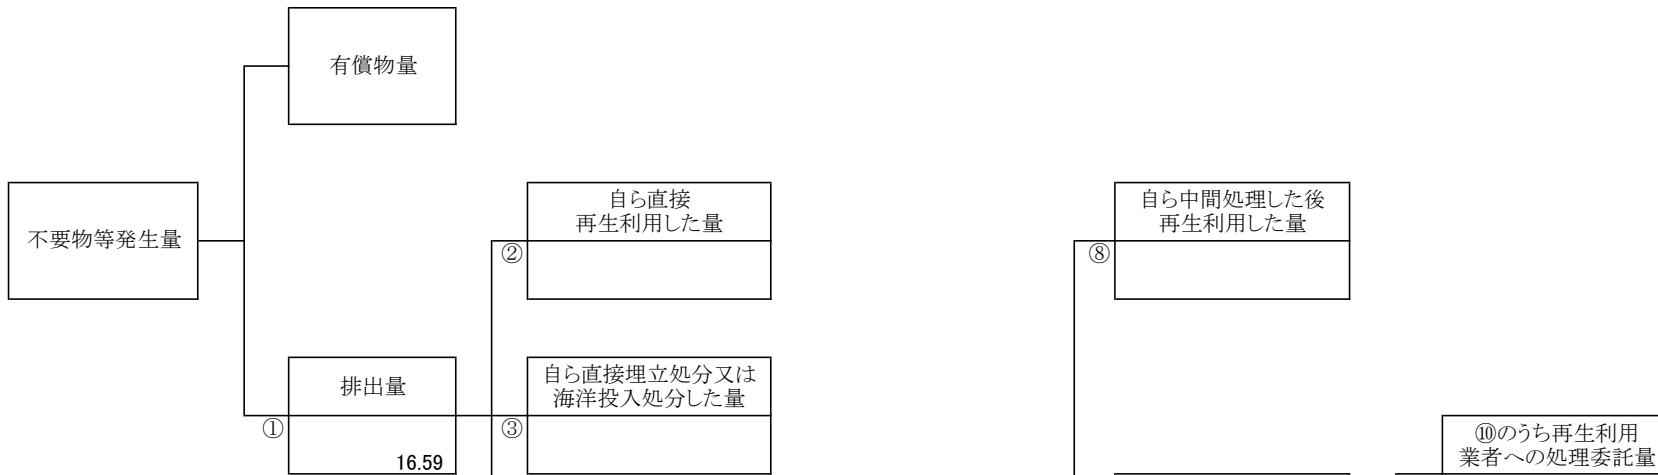 有償物量
不要物等発生量
自ら直接
再生利用した量
②
自ら中間処理した後
再生利用した量
⑧
排出量
①
16.59
自ら直接埋立処分又は
海洋投入処分した量
③
⑩のうち再生利用
業者への処理委託量